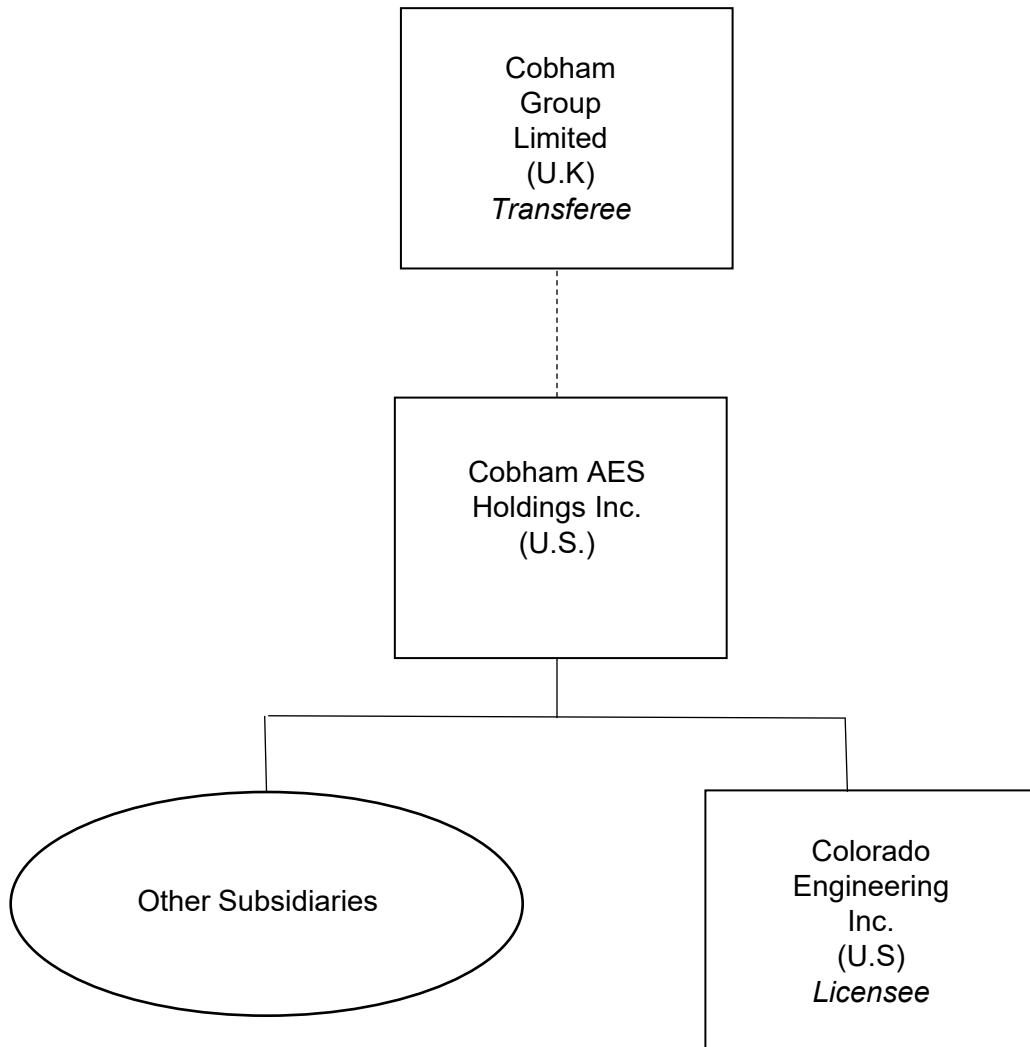 Cobham
Group
Limited
(U.K)
Transferee
Cobham AES
Holdings Inc.
(U.S.)
Other Subsidiaries
Colorado
Engineering
Inc.
(U.S)
Licensee